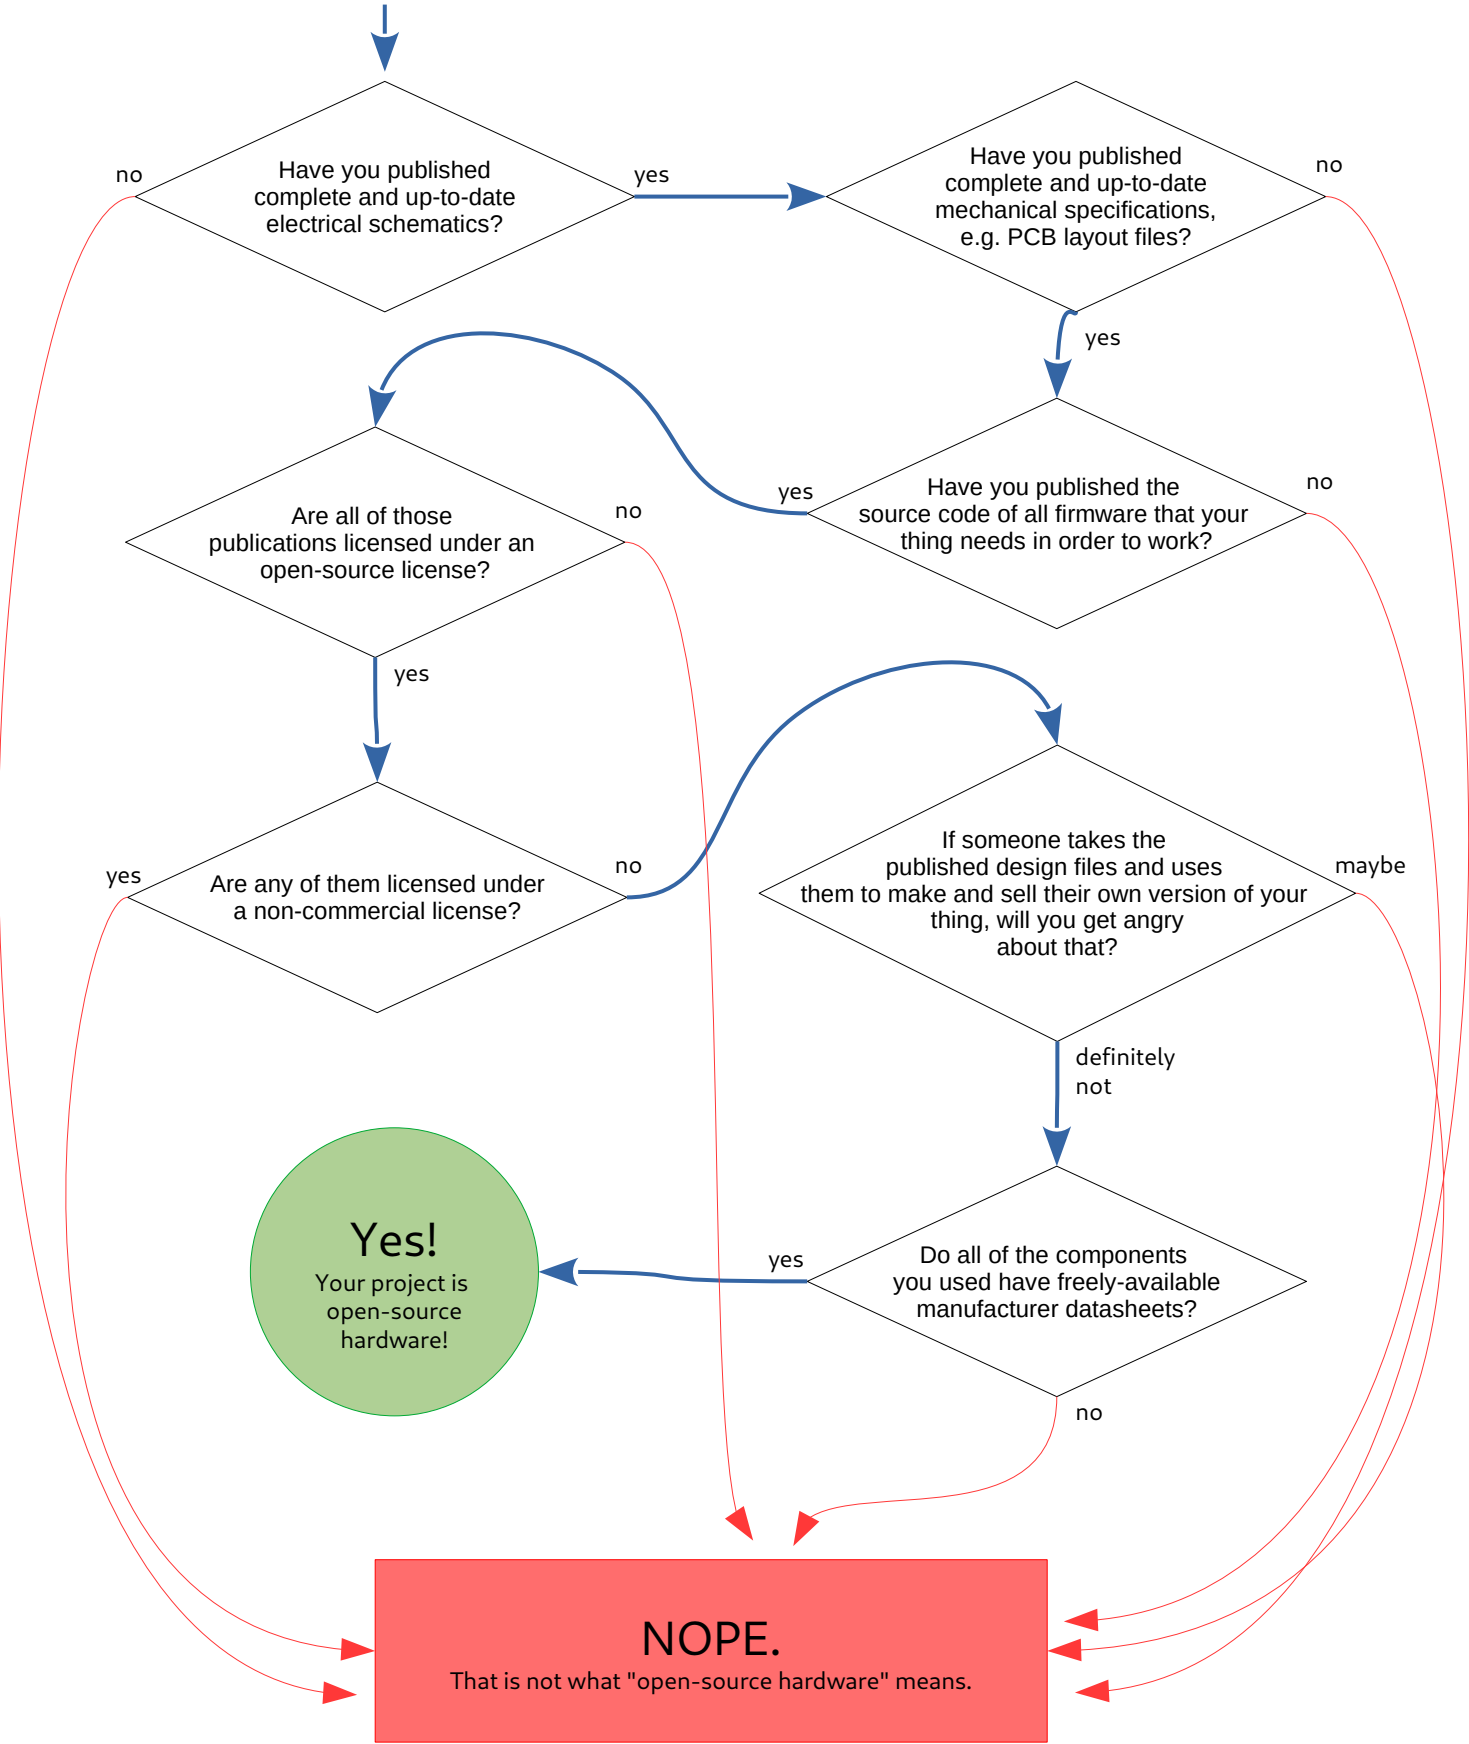 no
Have you published
complete and up-to-date
electrical schematics?
yes
Have you published
complete and up-to-date
mechanical specifications,
e.g. PCB layout files?
no
yes
Have you published the
source code of all firmware that your
thing needs in order to work?
no
yes
Are all of those
publications licensed under an
open-source license?
no
yes
Are any of them licensed under
a non-commercial license?
yes
no
If someone takes the
published design files and uses
them to make and sell their own version of your
thing, will you get angry
about that?
maybe
definitely
not
Do all of the components
you used have freely-available
manufacturer datasheets?
yes
no
Yes!
Your project is
open-source
hardware!
NOPE.
That is not what "open-source hardware" means.